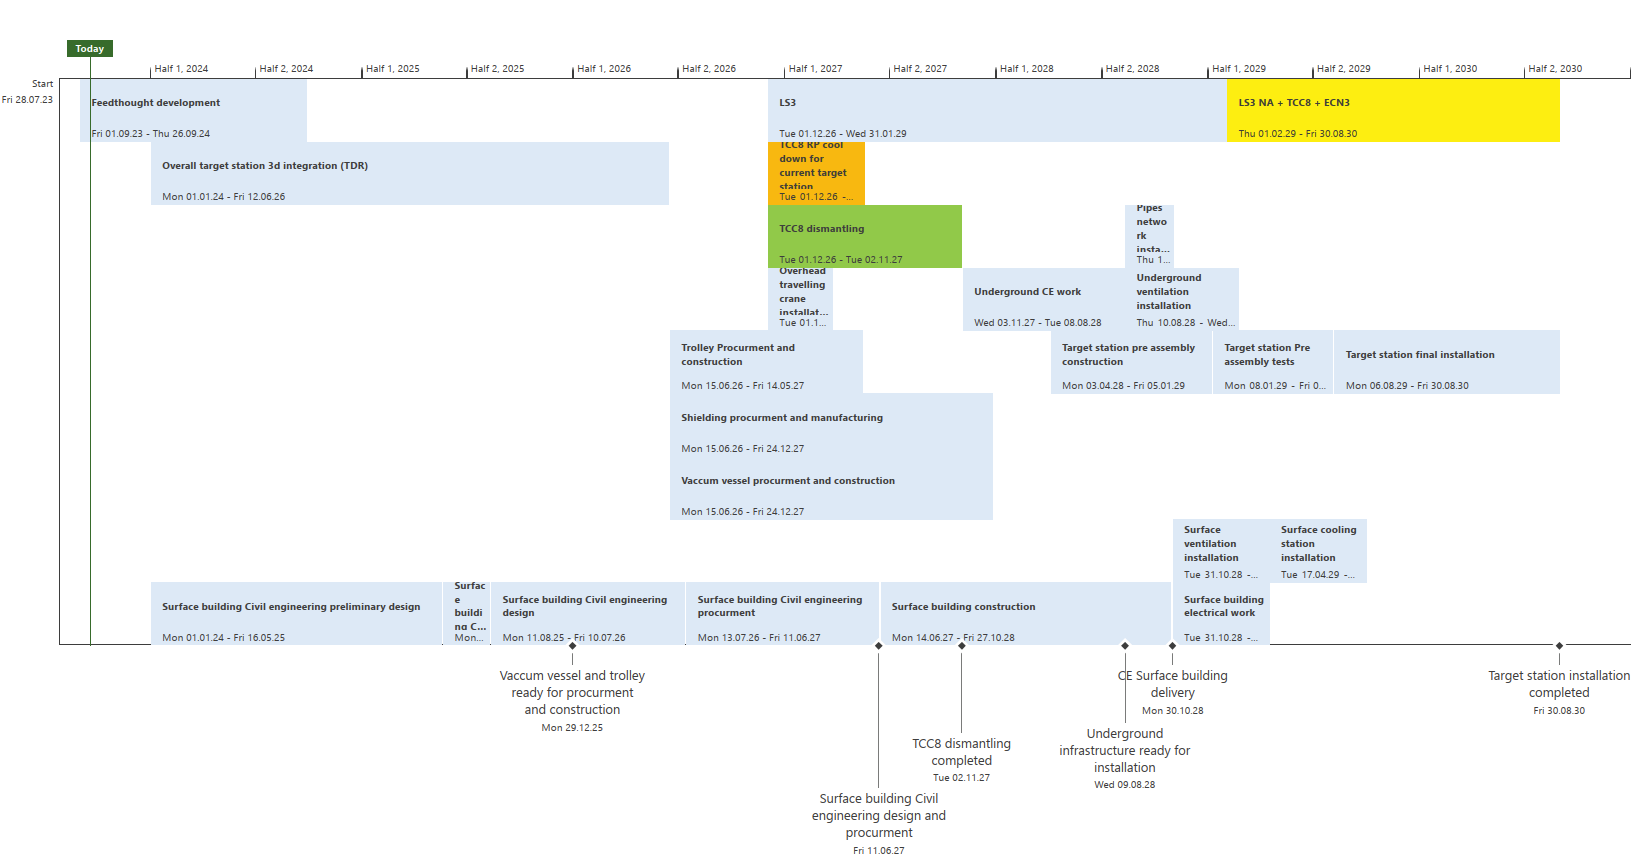 Today
Half 1, 2024
Half 2, 2024
Half 1, 2025
Half 2, 2025
Half 1, 2026
Half 2, 2026
Half 1, 2027
Half 2, 2027
Half 1, 2028
Half 2, 2028
Half 1, 2029
Half 2, 2029
Half 1, 2030
Half 2, 2030
Start
Fri 28.07.23
Feedthought development
Fri 01.09.23 - Thu 26.09.24
LS3
Tue 01.12.26 - Wed 31.01.29
LS3 NA + TCC8 + ECN3
Thu 01.02.29 - Fri 30.08.30
Overall target station 3d integration (TDR)
Mon 01.01.24 - Fri 12.06.26
TCC8 RP cool
down for
current target
station
Tue 01.12.26 -...
TCC8 dismantling
Tue 01.12.26 - Tue 02.11.27
Pipes
netwo
rk
insta...
Thu 1...
Overhead
travelling
crane
installat...
Tue 01.1...
Underground CE work
Wed 03.11.27 - Tue 08.08.28
Underground
ventilation
installation
Thu 10.08.28 - Wed...
Trolley Procurment and
construction
Mon 15.06.26 - Fri 14.05.27
Target station pre assembly
construction
Mon 03.04.28 - Fri 05.01.29
Target station Pre
assembly tests
Mon 08.01.29 - Fri 0...
Target station final installation
Mon 06.08.29 - Fri 30.08.30
Shielding procurment and manufacturing
Mon 15.06.26 - Fri 24.12.27
Vaccum vessel procurment and construction
Mon 15.06.26 - Fri 24.12.27
Surface
ventilation
installation
Tue 31.10.28 -...
Surface cooling
station
installation
Tue 17.04.29 -...
Surface building Civil engineering preliminary design
Mon 01.01.24 - Fri 16.05.25
Surfac
e
buildi
ng C...
Mon...
Surface building Civil engineering
design
Mon 11.08.25 - Fri 10.07.26
Surface building Civil engineering
procurment
Mon 13.07.26 - Fri 11.06.27
Surface building construction
Mon 14.06.27 - Fri 27.10.28
Surface building
electrical work
Tue 31.10.28 -...
Vaccum vessel and trolley
ready for procurment
and construction
Mon 29.12.25
Surface building Civil
engineering design and
procurment
Fri 11.06.27
TCC8 dismantling
completed
Tue 02.11.27
Underground
infrastructure ready for
installation
Wed 09.08.28
CE Surface building
delivery
Mon 30.10.28
Target station installation
completed
Fri 30.08.30